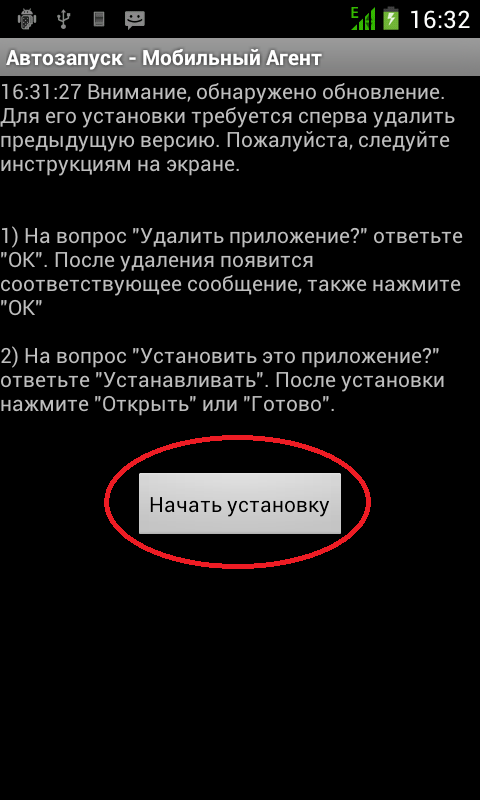 E
16:32
Автозапуск - Мобильный Агент
16:31:27 Внимание, обнаружено обновление.
Для его установки требуется сперва удалить
предыдущую версию. Пожалуйста, следуйте
инструкциям на экране.
1) На вопрос "Удалить приложение?" ответьте
"OK". После удаления появится
соответствующее сообщение, также нажмите
"OK"
2) На вопрос "Установить это приложение?"
ответьте "Устанавливать". После установки
нажмите "Открыть" или "Готово".
Начать установку